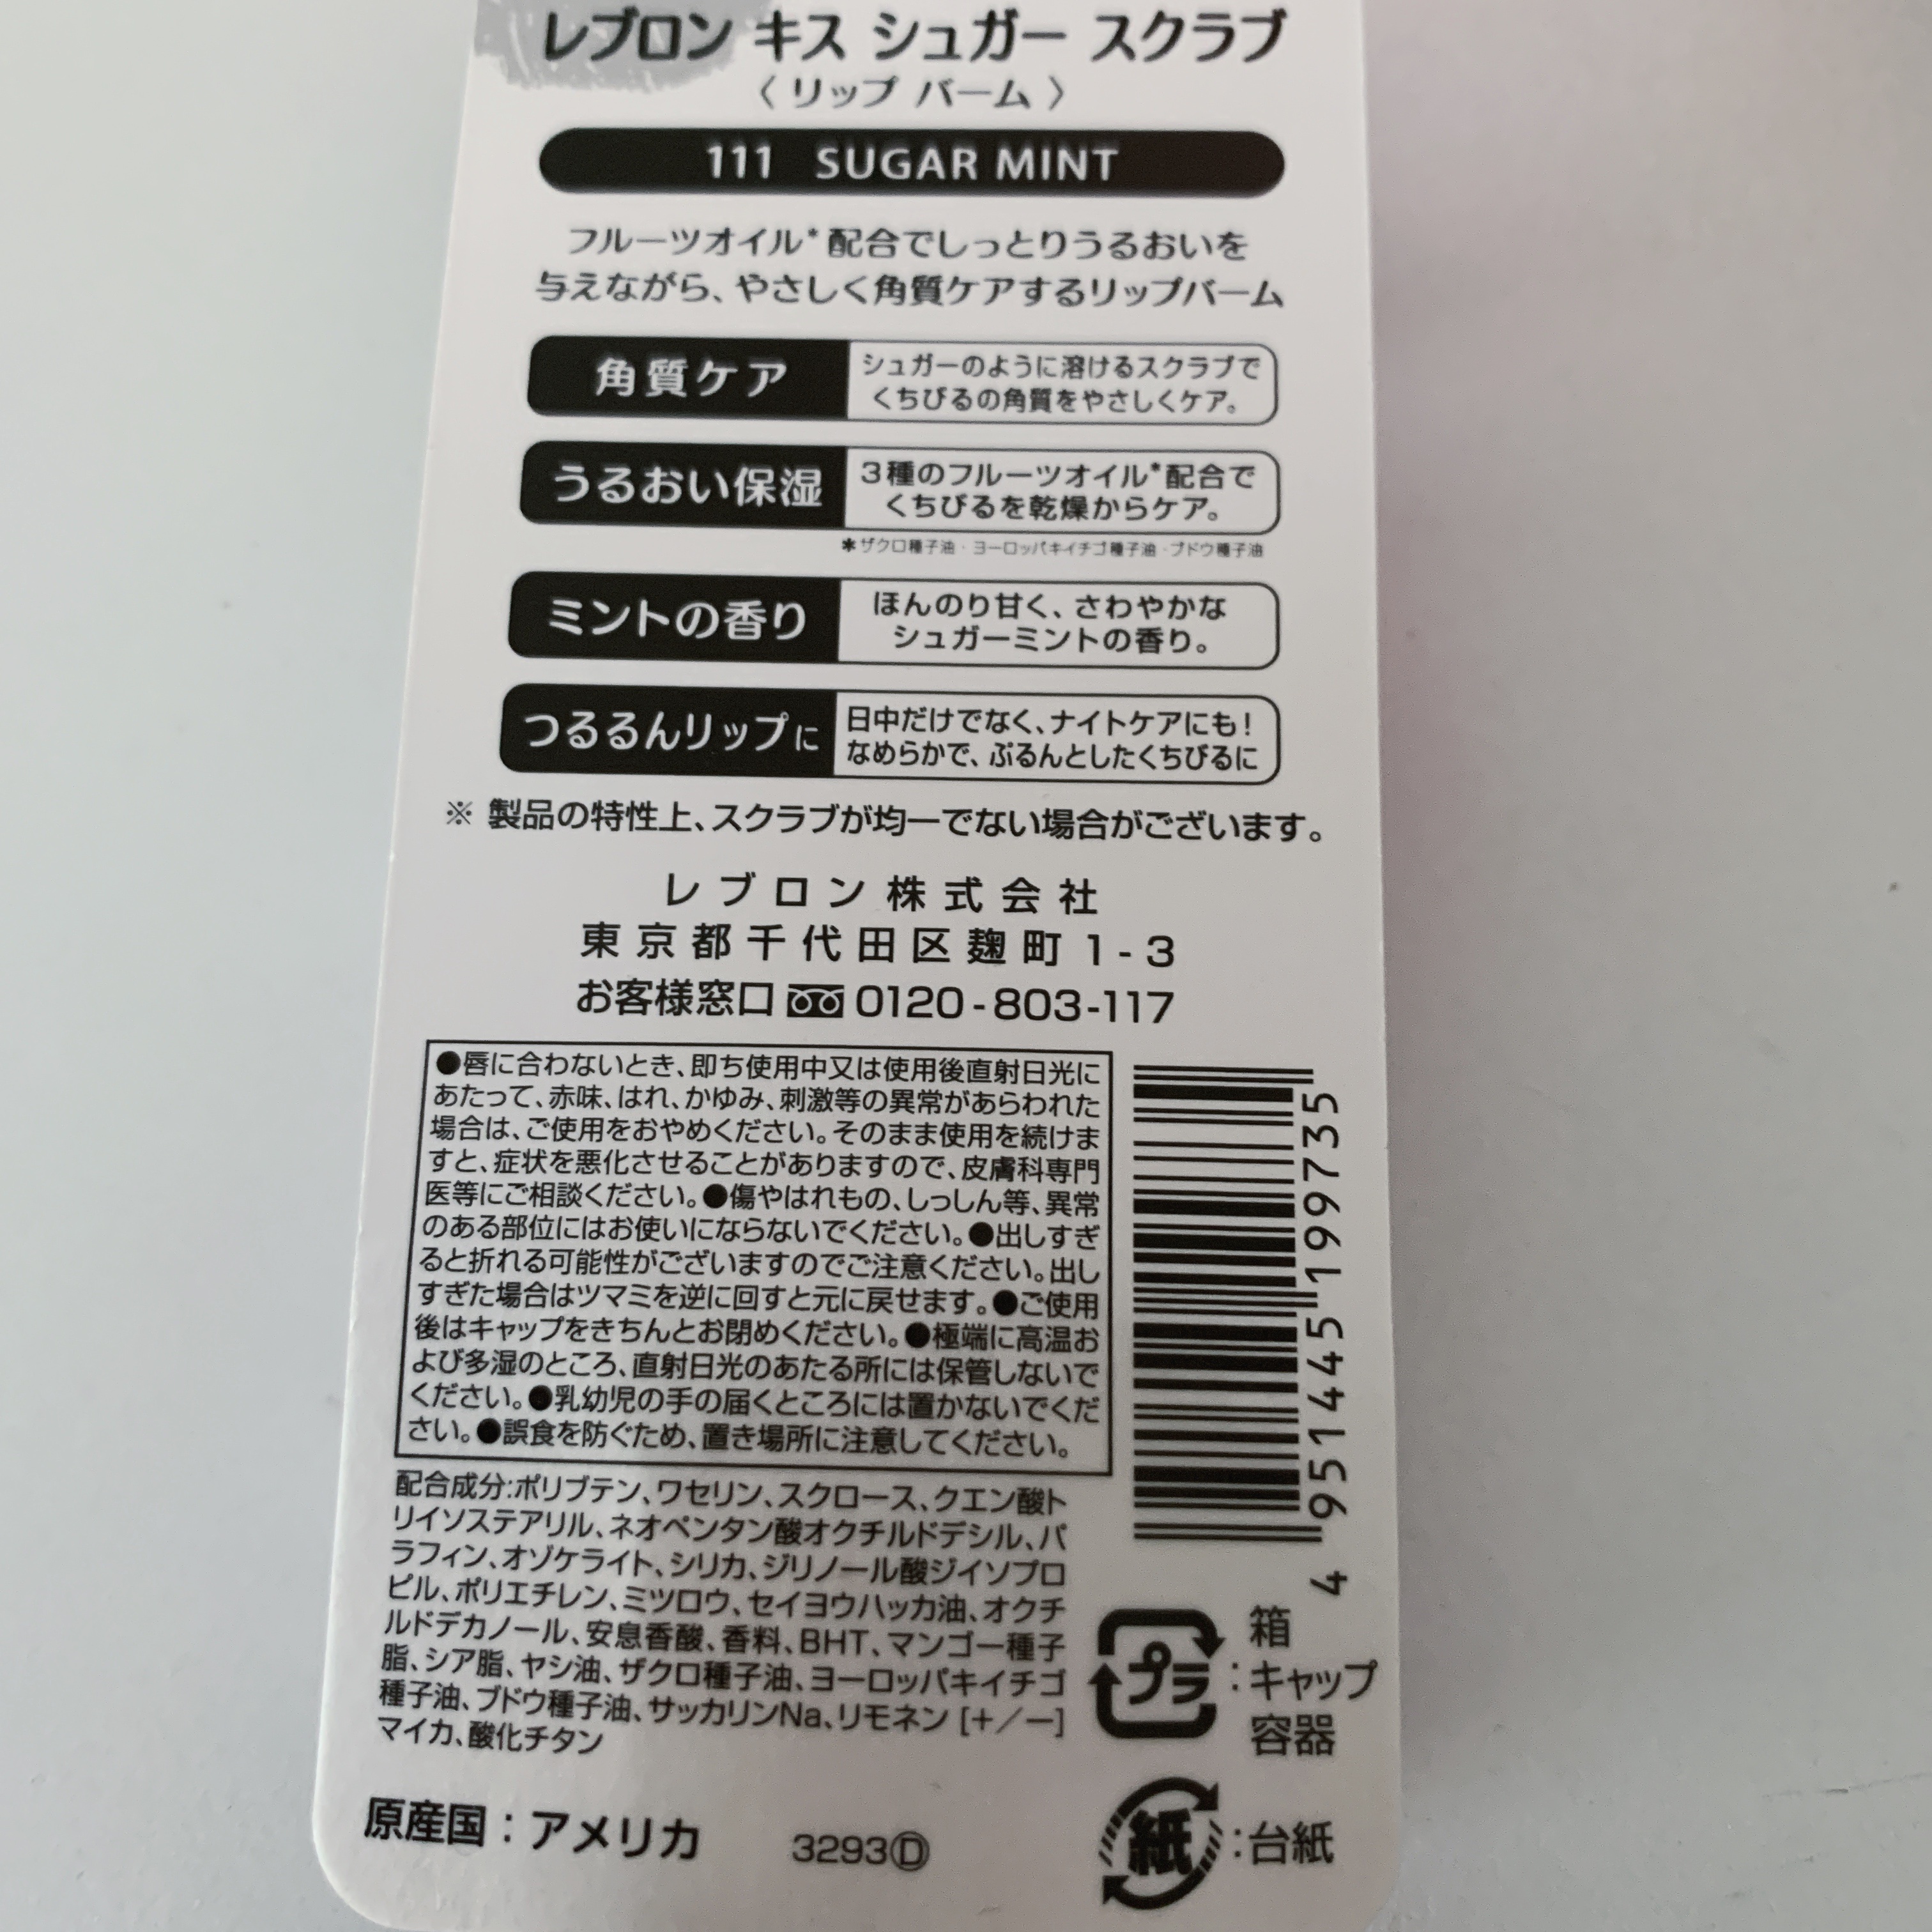 レブロン キス シュガー スクラブ
〈 リップ バーム 〉
111 SUGAR MINT
フルーツオイル*配合でしっとりうるおいを
与えながら、やさしく角質ケアするリップバーム
角質ケア
シュガーのように溶けるスクラブで
くちびるの角質をやさしくケア。
うるおい保湿
3種のフルーツオイル*配合で
くちびるを乾燥からケア。
*ザクロ種子油・ヨーロッパキイチゴ種子油・ブドウ種子油
ミントの香り
ほんのり甘く、さわやかな
シュガーミントの香り。
つるるんリップに
日中だけでなく、ナイトケアにも!
なめらかで、ぷるんとしたくちびるに
※ 製品の特性上、スクラブが均一でない場合がございます。
レブロン株式会社
東京都千代田区麹町1-3
お客様窓口 0120-803-117
●唇に合わないとき、即ち使用中又は使用後直射日光に
あたって、赤味、はれ、かゆみ、刺激等の異常があらわれた
場合は、ご使用をおやめください。そのまま使用を続けま
すと、症状を悪化させることがありますので、皮膚科専門
医等にご相談ください。●傷やはれもの、しっしん等、異常
のある部位にはお使いにならないでください。●出しすぎ
ると折れる可能性がございますのでご注意ください。出し
すぎた場合はツマミを逆に回すと元に戻せます。●ご使用
後はキャップをきちんとお閉めください。●極端に高温お
よび多湿のところ、直射日光のあたる所には保管しないで
ください。●乳幼児の手の届くところには置かないでくだ
さい。●誤食を防ぐため、置き場所に注意してください。
4 951445 199735
配合成分:ポリブテン、ワセリン、スクロース、クエン酸ト
リイソステアリル、ネオペンタン酸オクチルドデシル、パ
ラフィン、オゾケライト、シリカ、ジリノール酸ジイソプロ
ピル、ポリエチレン、ミツロウ、セイヨウハッカ油、オクチ
ルドデカノール、安息香酸、香料、BHT、マンゴー種子
脂、シア脂、ヤシ油、ザクロ種子油、ヨーロッパキイチゴ
種子油、ブドウ種子油、サッカリンNa、リモネン [+/ー]
マイカ、酸化チタン
プラ
箱
:キャップ
容器
原産国:アメリカ 3293Ⓓ
紙:台紙